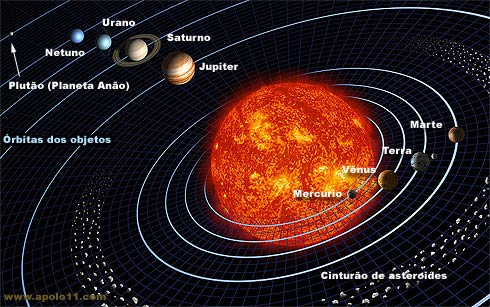 Urano
Saturno
Netuno
Jupiter
Plutão (Planeta Anão)
Órbitas dos objetos
Marte
Terra
Vênus
Mercúrio
Cinturão de asteróides
www.apolo11.com